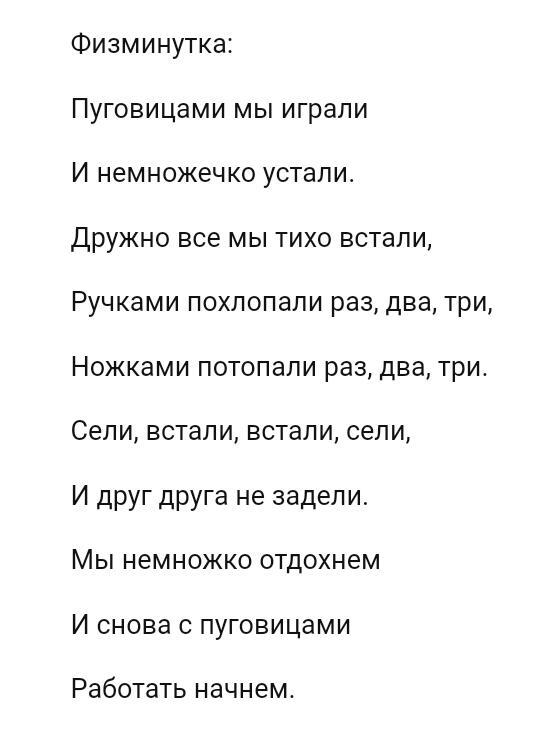 Физминутка:
Пуговицами мы играли
И немножечко устали.
Дружно все мы тихо встали,
Ручками похлопали раз, два, три,
Ножками потопали раз, два, три.
Сели, встали, встали, сели,
И друг друга не задели.
Мы немножко отдохнем
И снова с пуговицами
Работать начнем.